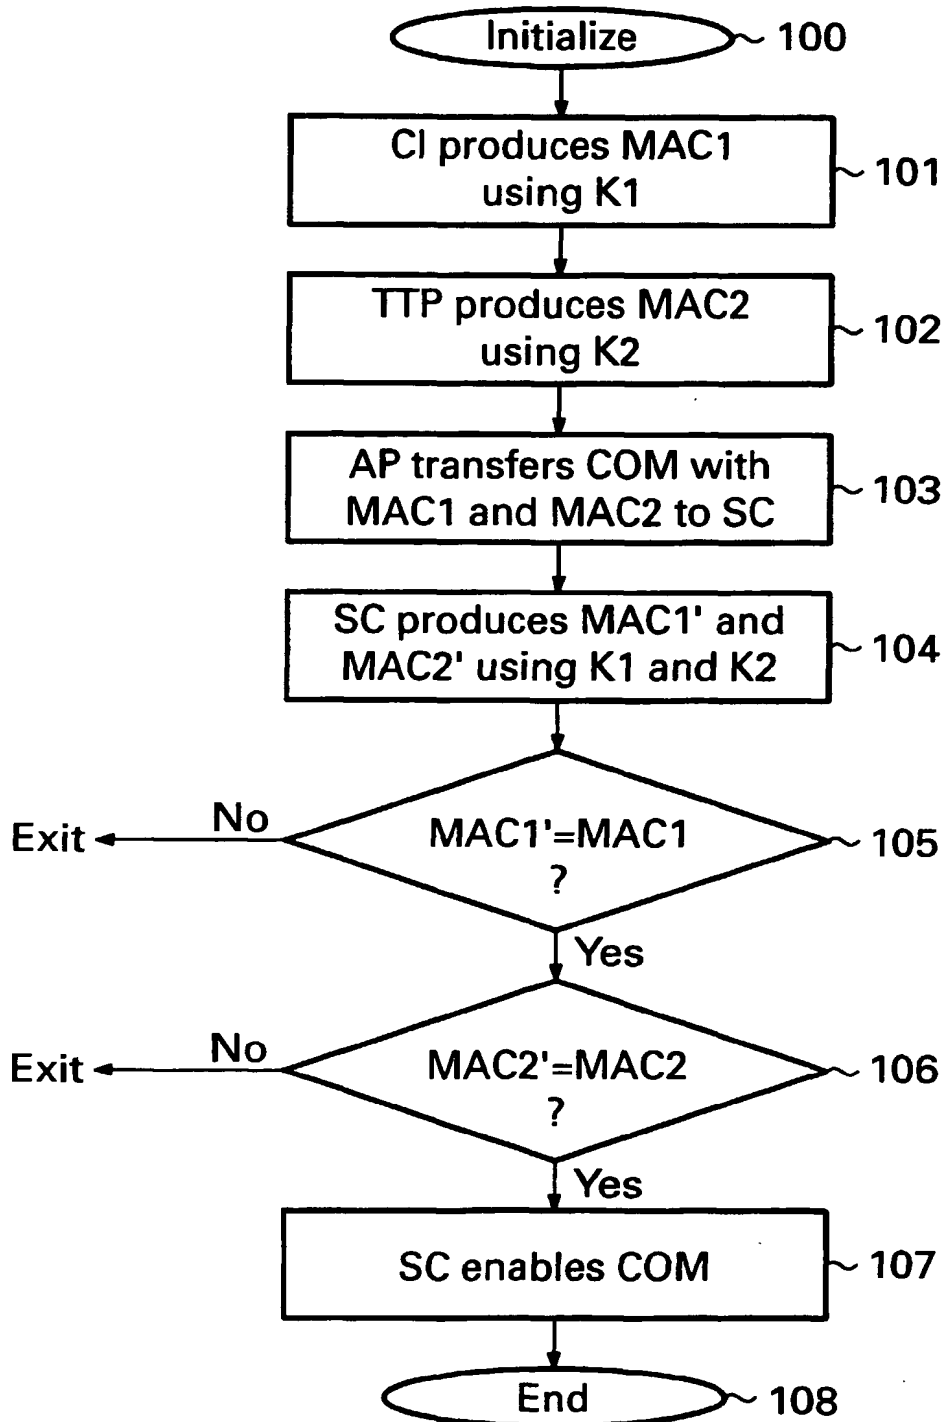 Initialize
100
CI produces MAC1
using K1
101
TTP produces MAC2
using K2
102
AP transfers COM with
MAC1 and MAC2 to SC
103
SC produces MAC1' and
MAC2' using K1 and K2
104
MAC1'=MAC1
?
105
No
Exit
Yes
MAC2'=MAC2
?
106
No
Exit
Yes
SC enables COM
107
End
108